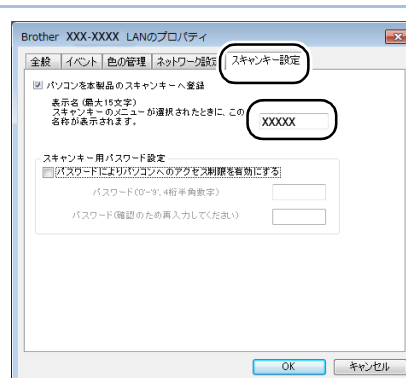 Brother XXX-XXXX LANのプロパティ
全般 イベント 色の管理 ネットワーク設定 スキャンキー設定
パソコンを本製品のスキャンキーへ登録
表示名(最大15文字)
スキャンキーのメニューが選択されたときに、この
名称が表示されます。
XXXXX
スキャンキー用パスワード設定
パスワードによりパソコンへのアクセス制限を有効にする
パスワード('0'-'9', 4桁半角数字)
パスワード(確認のため再入力してください)
OK キャンセル